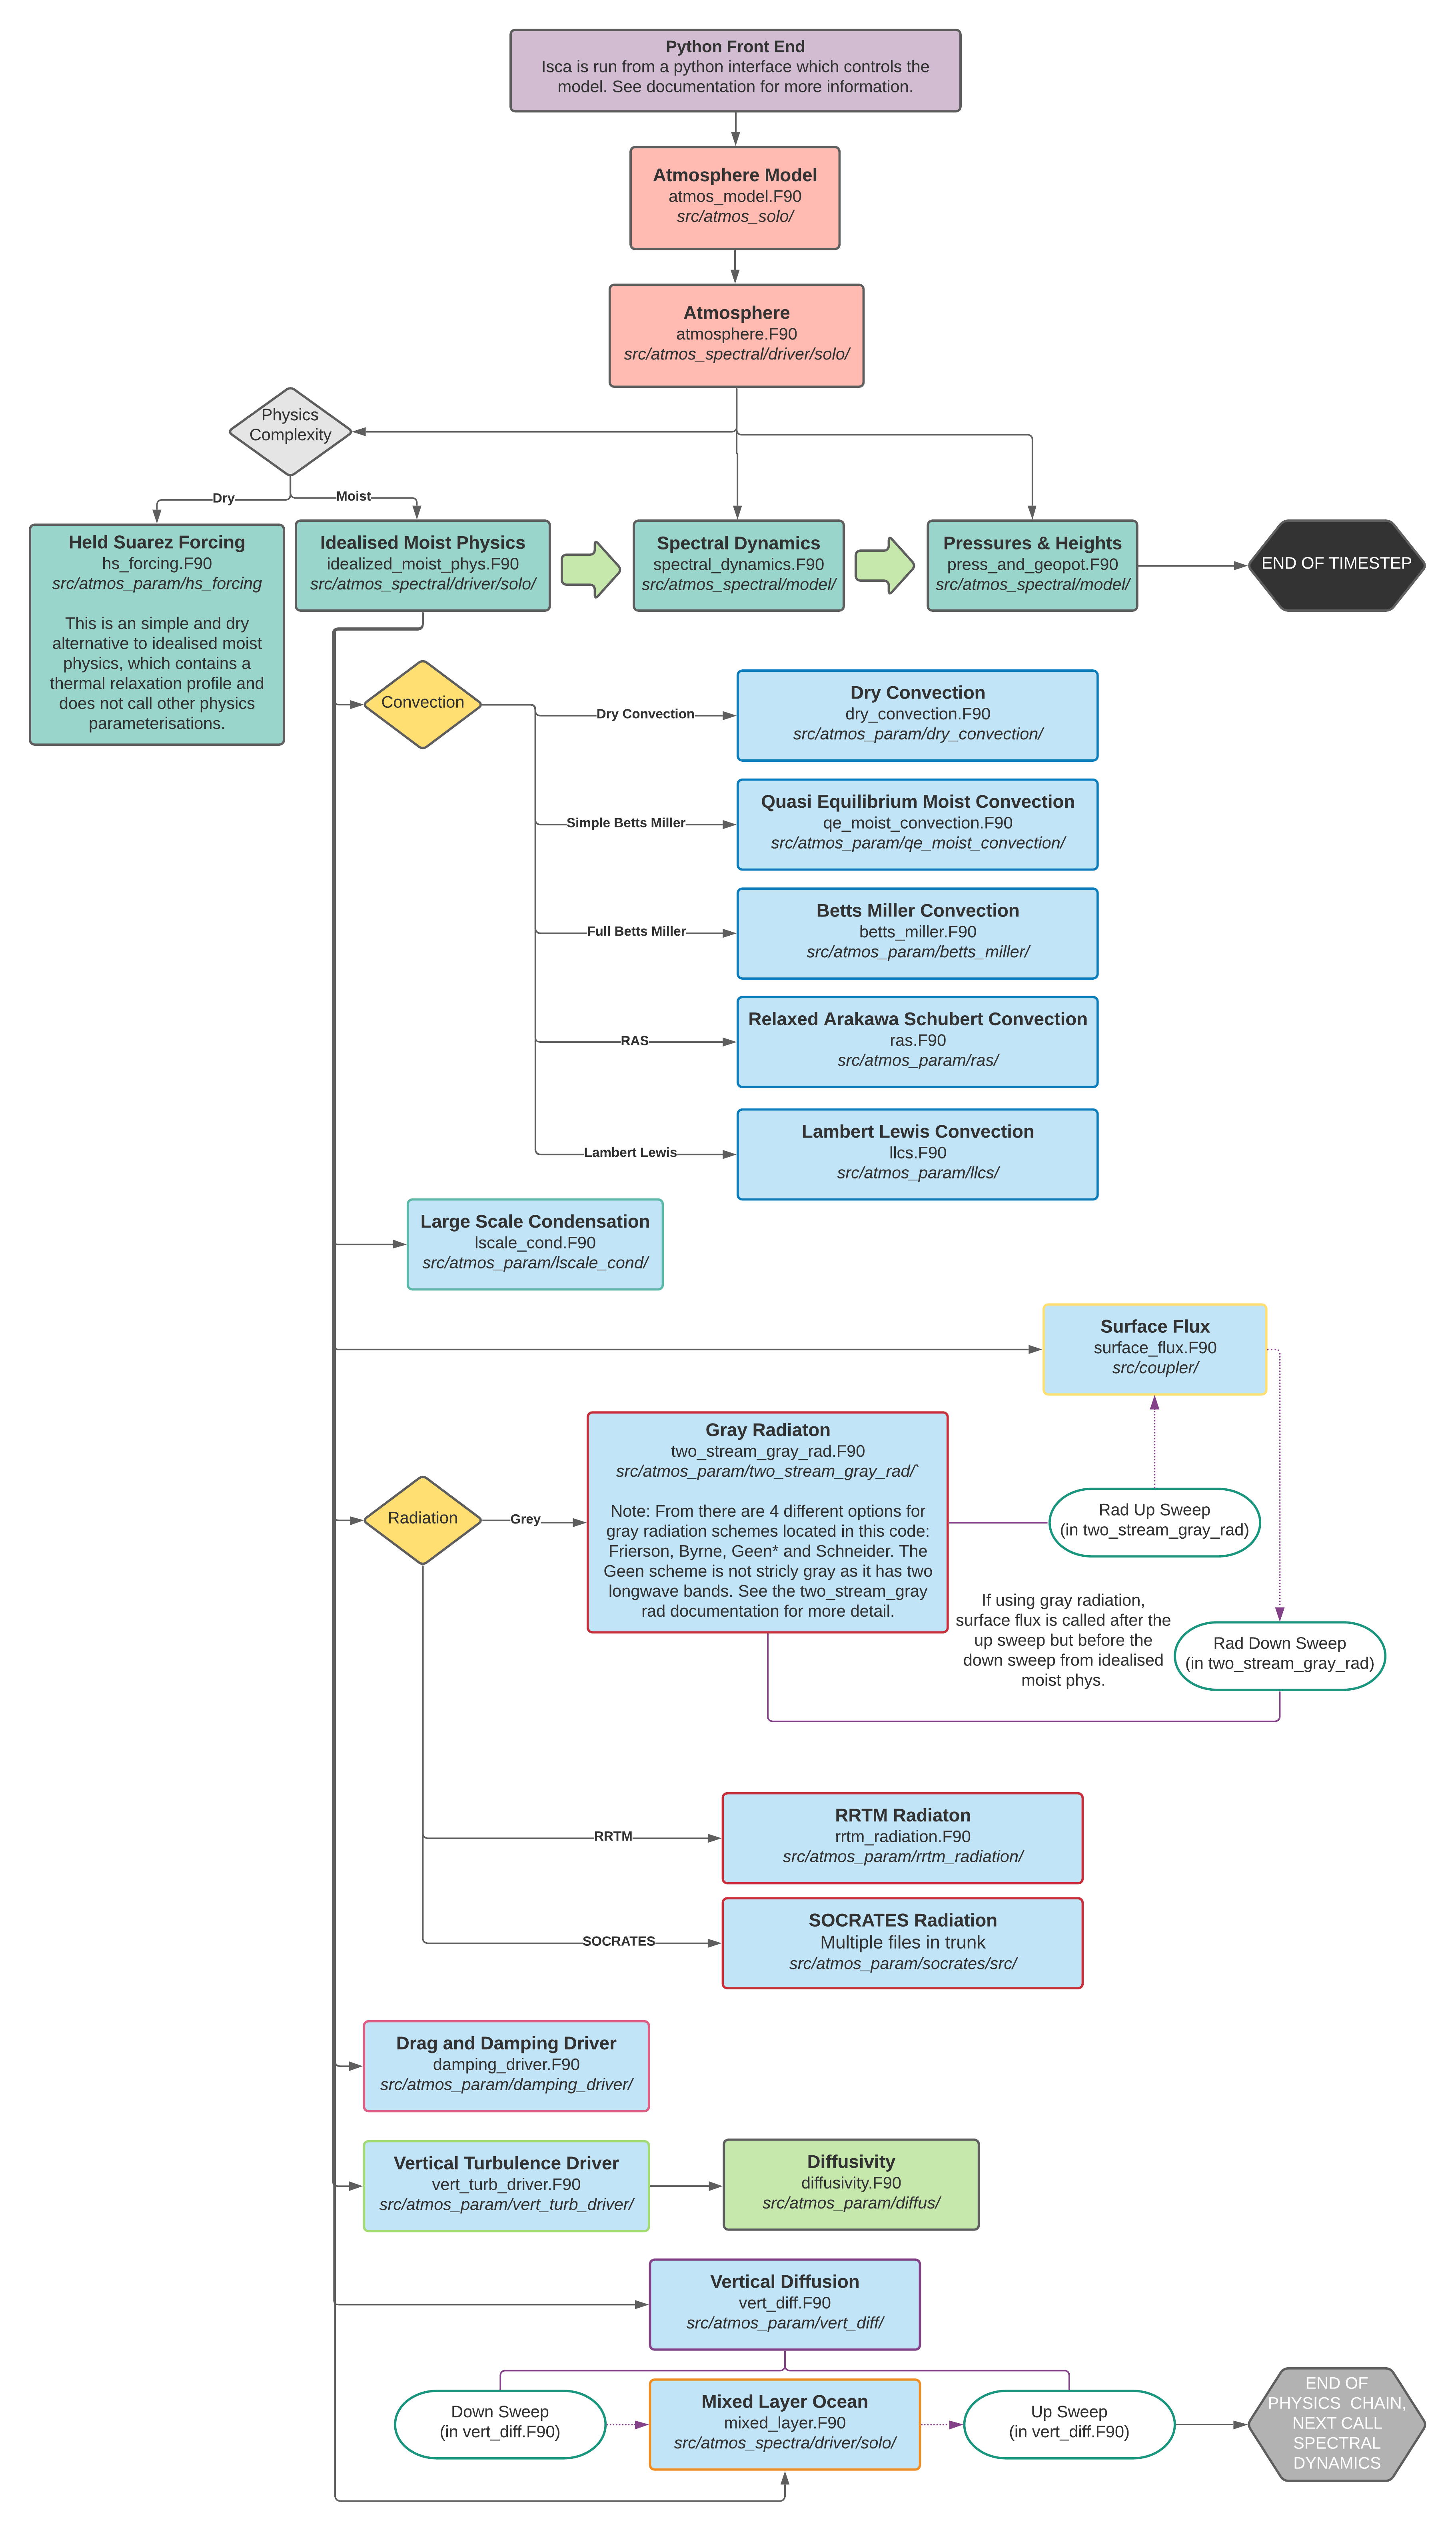 Python Front End
Isca is run from a python interface which controls the
model. See documentation for more information.
Atmosphere Model
atmos_model.F90
src/atmos_solo/
Atmosphere
atmosphere.F90
src/atmos_spectral/driver/solo/
Physics
Complexity
Dry
Moist
Held Suarez Forcing
hs_forcing.F90
src/atmos_param/hs_forcing
This is an simple and dry
alternative to idealised moist
physics, which contains a
thermal relaxation profile and
does not call other physics
parameterisations.
Idealised Moist Physics
idealized_moist_phys.F90
src/atmos_spectral/driver/solo/
Spectral Dynamics
spectral_dynamics.F90
src/atmos_spectral/model/
Pressures & Heights
press_and_geopot.F90
src/atmos_spectral/model/
END OF TIMESTEP
Convection
Dry Convection
Dry Convection
dry_convection.F90
src/atmos_param/dry_convection/
Simple Betts Miller
Quasi Equilibrium Moist Convection
qe_moist_convection.F90
src/atmos_param/qe_moist_convection/
Full Betts Miller
Betts Miller Convection
betts_miller.F90
src/atmos_param/betts_miller/
RAS
Relaxed Arakawa Schubert Convection
ras.F90
src/atmos_param/ras/
Lambert Lewis
Lambert Lewis Convection
llcs.F90
src/atmos_param/llcs/
Large Scale Condensation
lscale_cond.F90
src/atmos_param/lscale_cond/
Surface Flux
surface_flux.F90
src/coupler/
Radiation
Grey
Gray Radiaton
two_stream_gray_rad.F90
src/atmos_param/two_stream_gray_rad/`
Note: From there are 4 different options for
gray radiation schemes located in this code:
Frierson, Byrne, Geen* and Schneider. The
Geen scheme is not stricly gray as it has two
longwave bands. See the two_stream_gray
rad documentation for more detail.
Rad Up Sweep
(in two_stream_gray_rad)
If using gray radiation,
surface flux is called after the
up sweep but before the
down sweep from idealised
moist phys.
Rad Down Sweep
(in two_stream_gray_rad)
RRTM
RRTM Radiaton
rrtm_radiation.F90
src/atmos_param/rrtm_radiation/
SOCRATES
SOCRATES Radiation
Multiple files in trunk
src/atmos_param/socrates/src/
Drag and Damping Driver
damping_driver.F90
src/atmos_param/damping_driver/
Vertical Turbulence Driver
vert_turb_driver.F90
src/atmos_param/vert_turb_driver/
Diffusivity
diffusivity.F90
src/atmos_param/diffus/
Vertical Diffusion
vert_diff.F90
src/atmos_param/vert_diff/
Down Sweep
(in vert_diff.F90)
Mixed Layer Ocean
mixed_layer.F90
src/atmos_spectra/driver/solo/
Up Sweep
(in vert_diff.F90)
END OF
PHYSICS CHAIN,
NEXT CALL
SPECTRAL
DYNAMICS